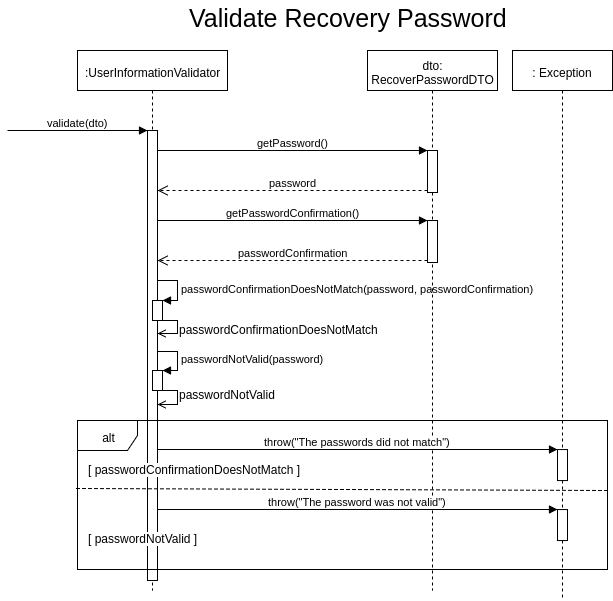 Validate Recovery Password
:UserInformationValidator
dto:
RecoverPasswordDTO
: Exception
validate(dto)
getPassword()
password
getPasswordConfirmation()
passwordConfirmation
passwordConfirmationDoesNotMatch(password, passwordConfirmation)
passwordConfirmationDoesNotMatch
passwordNotValid(password)
passwordNotValid
alt
throw("The passwords did not match")
[ passwordConfirmationDoesNotMatch ]
throw("The password was not valid")
[ passwordNotValid ]